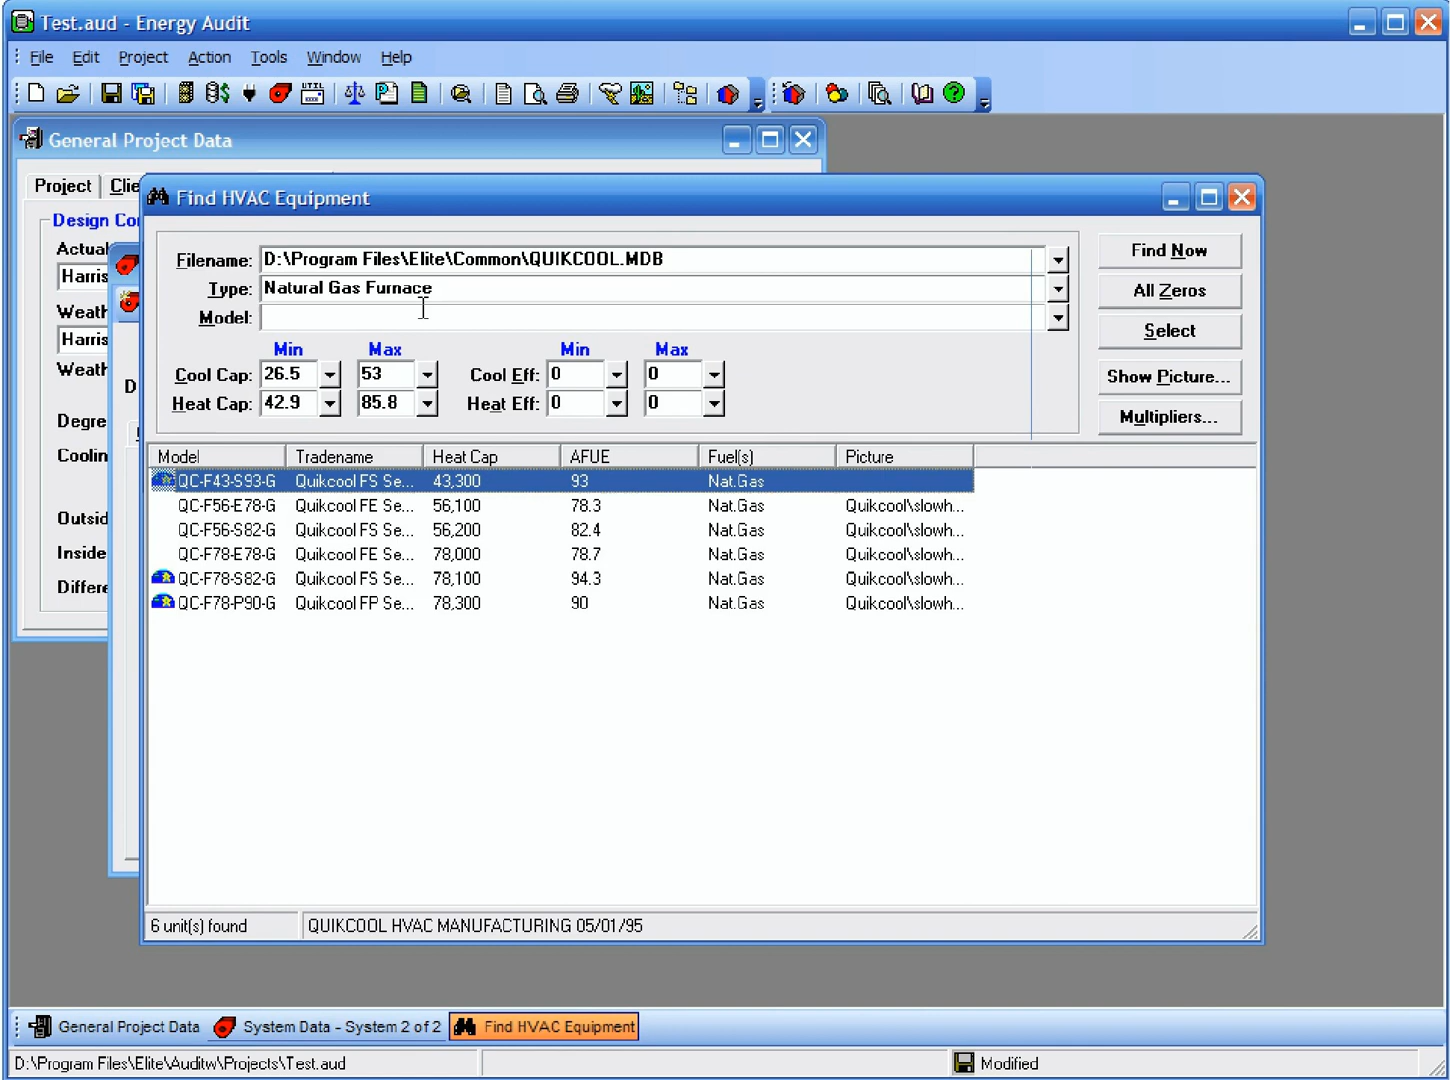 Test.aud - Energy Audit
File Edit Project Action Tools Window Help
General Project Data
Project Clie
Design Co
Actual
Harris
Weath
Harris
Weath
Degre
Coolin
Outsid
Inside
Differe
D
Find HVAC Equipment
Filename: D:\Program Files\Elite\Common\QUIKCOOL.MDB
Type: Natural Gas Furnace
Model:
Min Max Min Max
Cool Cap: 26.5 53 Cool Eff: 0 0
Heat Cap: 42.9 85.8 Heat Eff: 0 0
Find Now
All Zeros
Select
Show Picture...
Multipliers...
Model Tradename Heat Cap AFUE Fuel(s) Picture
QC-F43-S93-G Quikcool FS Se... 43,300 93 Nat.Gas
QC-F56-E78-G Quikcool FE Se... 56,100 78.3 Nat.Gas Quikcool\slowh...
QC-F56-S82-G Quikcool FS Se... 56,200 82.4 Nat.Gas Quikcool\slowh...
QC-F78-E78-G Quikcool FE Se... 78,000 78.7 Nat.Gas Quikcool\slowh...
QC-F78-S82-G Quikcool FS Se... 78,100 94.3 Nat.Gas Quikcool\slowh...
QC-F78-P90-G Quikcool FP Se... 78,300 90 Nat.Gas Quikcool\slowh...
6 unit(s) found QUIKCOOL HVAC MANUFACTURING 05/01/95
General Project Data System Data - System 2 of 2 Find HVAC Equipment
D:\Program Files\Elite\Auditw\Projects\Test.aud Modified